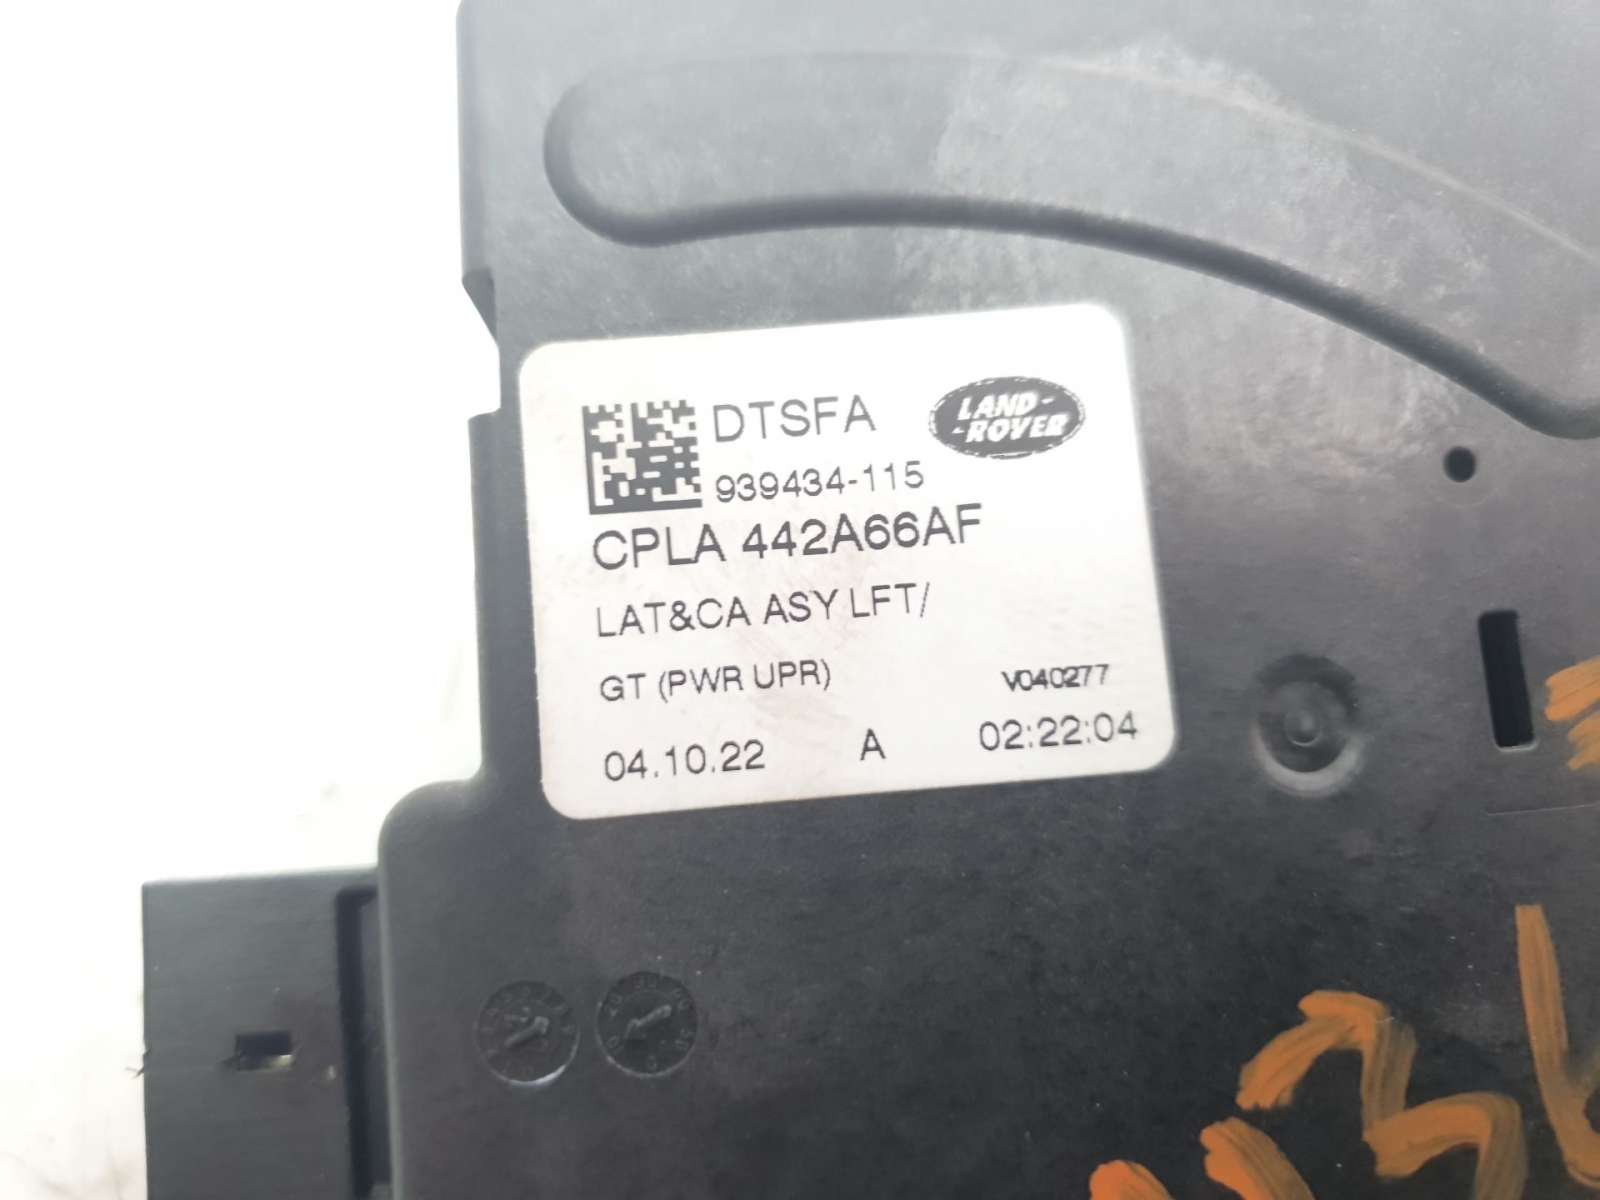 DTSFA
LAND-
-ROVER
939434-115
CPLA 442A66AF
LAT&CA ASY LFT/
GT (PWR UPR)
V040277
04.10.22 A 02:22:04